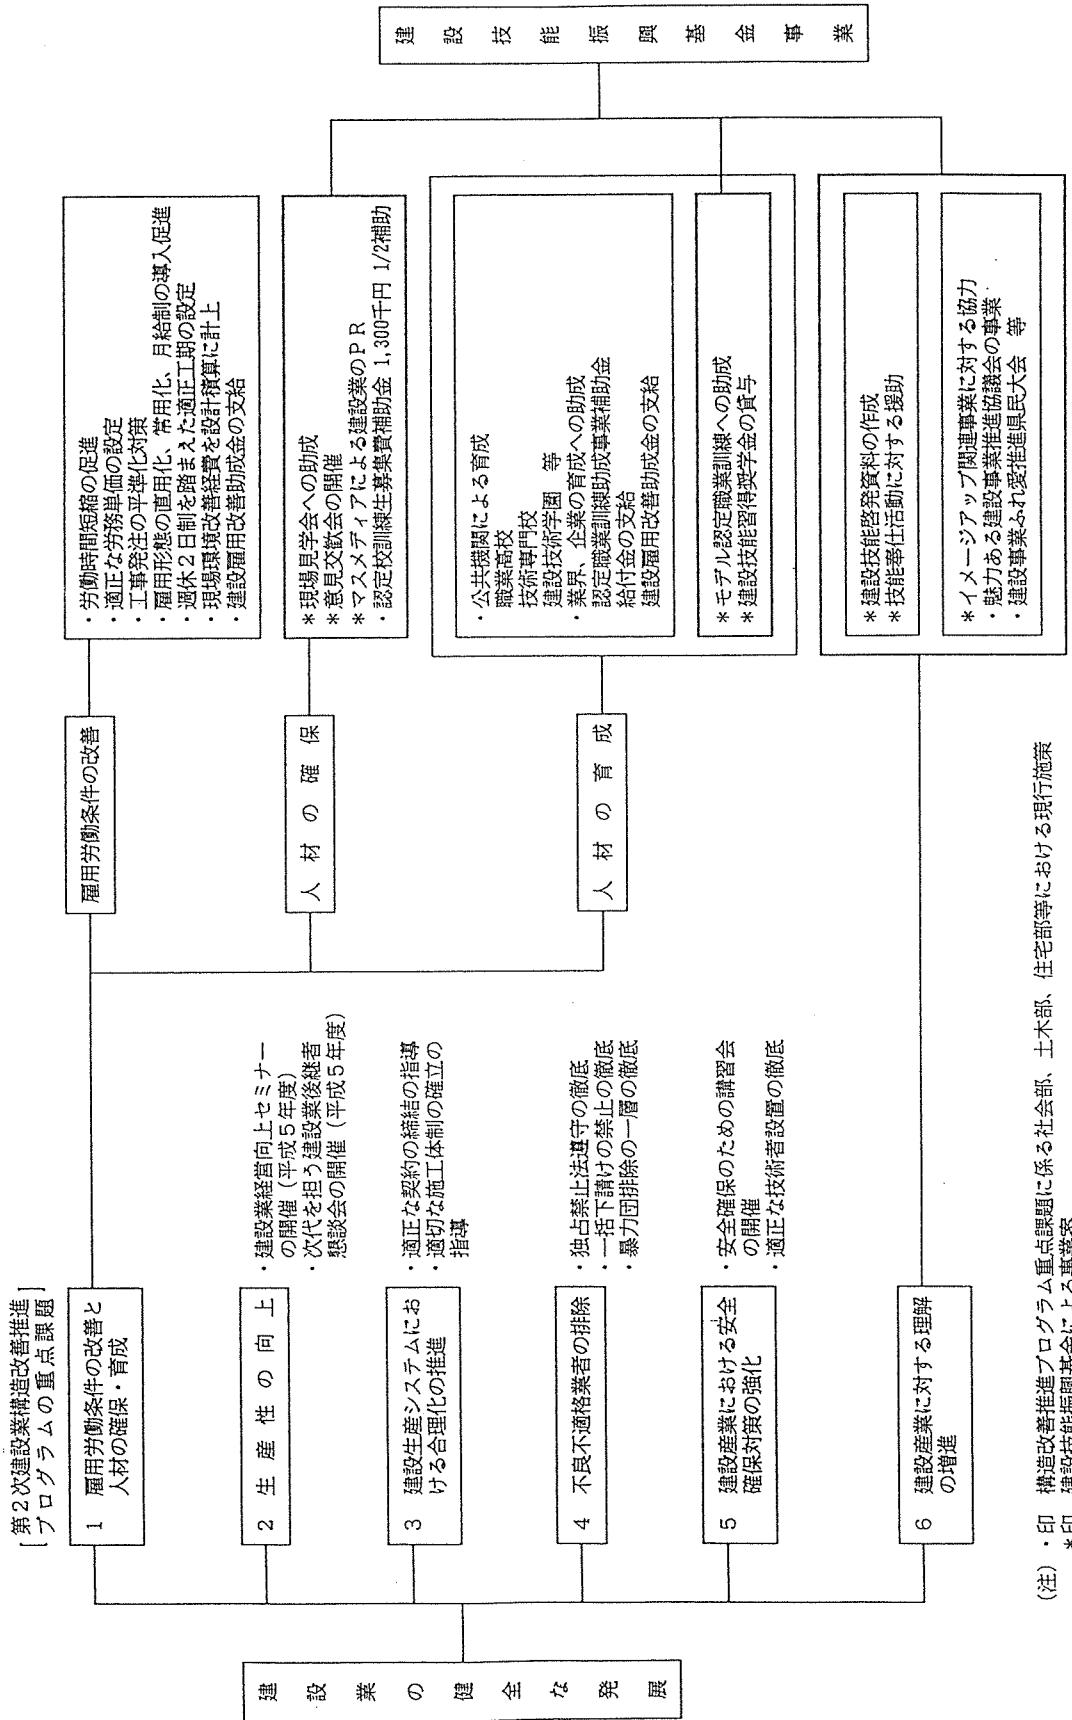 建設業の健全な発展
[第2次建設業構造改善推進
プログラムの重点課題]
1 雇用労働条件の改善と
人材の確保・育成
2 生産性の向上
・建設業経営向上セミナー
の開催(平成5年度)
・次代を担う建設業後継者
懇談会の開催(平成5年度)
3 建設生産システムにお
ける合理化の推進
・適正な契約の締結の指導
・適切な施工体制の確立の
指導
4 不良不適格業者の排除
・独占禁止法遵守の徹底
・一括下請けの禁止の徹底
・暴力団排除の一層の徹底
5 建設産業における安全
確保対策の強化
・安全確保のための講習会
の開催
・適正な技術者設置の徹底
6 建設産業に対する理解
の増進
雇用労働条件の改善
・労働時間短縮の促進
・適正な労務単価の設定
・工事発注の平準化対策
・雇用形態の直用化、常用化、月給制の導入促進
・週休2日制を踏まえた適正工期の設定
・現場環境改善経費を設計積算に計上
・建設雇用改善助成金の支給
人材の確保
*現場見学会への助成
*意見交歓会の開催
*マスメディアによる建設業のPR
・認定校訓練生募集費補助金 1,300千円 1/2補助
人材の育成
・公共機関による育成
職業高校
技術専門校
建設技術学園 等
・業界、企業の育成への助成
認定職業訓練助成事業補助金
給付金の支給
建設雇用改善助成金の支給
*モデル認定職業訓練への助成
*建設技能習得奨学金の貸与
*建設技能啓発資料の作成
*技能奉仕活動に対する援助
*イメージアップ関連事業に対する協力
・魅力ある建設事業推進協議会の事業
・建設事業ふれ愛推進県民大会 等
建設技能振興基金事業
(注)・印 構造改善推進プログラム重点課題に係る社会部、土木部、住宅部等における現行施策
*印 建設技能振興基金による事業案